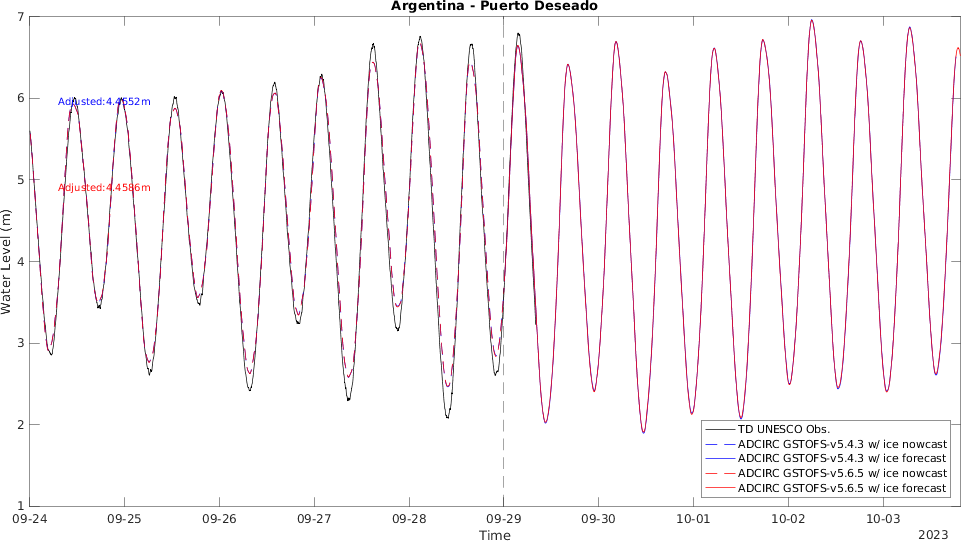 Argentina - Puerto Deseado
7
6
5
4
3
2
1
Water Level (m)
Adjusted:4.4552m
Adjusted:4.4586m
TD UNESCO Obs.
ADCIRC GSTOFS-v5.4.3 w/ ice nowcast
ADCIRC GSTOFS-v5.4.3 w/ ice forecast
ADCIRC GSTOFS-v5.6.5 w/ ice nowcast
ADCIRC GSTOFS-v5.6.5 w/ ice forecast
09-24 09-25 09-26 09-27 09-28 09-29 09-30 10-01 10-02 10-03
Time
2023